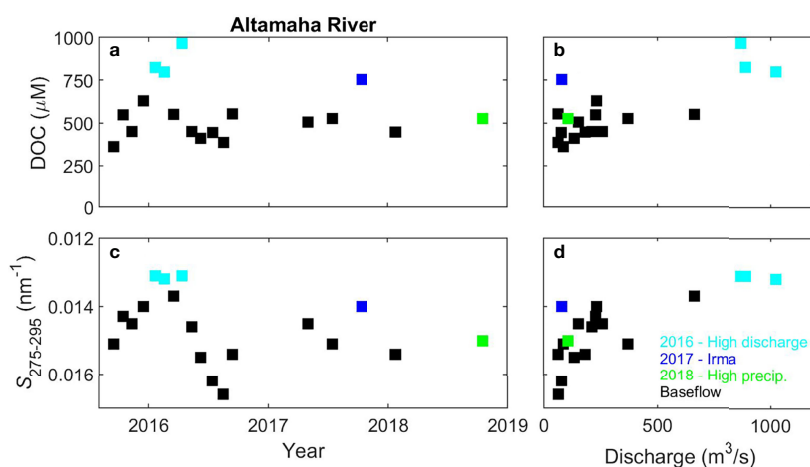 Altamaha River
a
b
1000
750
500
250
0
DOC (μM)
c
d
0.012
0.014
0.016
S275-295 (nm-1)
2016 - High discharge
2017 - Irma
2018 - High precip.
Baseflow
2016
2017
2018
2019
0
500
1000
Year
Discharge (m3/s)